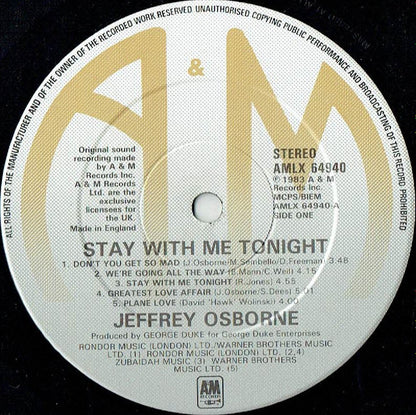 ALL RIGHTS OF THE MANUFACTURER AND OF THE OWNER OF THE RECORDED WORK RESERVED UNAUTHORISED COPYING PUBLIC PERFORMANCE AND BROADCASTING OF THIS RECORD PROHIBITED
A & M
Original sound
recording made
by A & M
Records Inc.
A & M Records
Ltd. are the
exclusive
licensees for
the UK.
Made in England
STEREO
AMLX 64940
℗ 1983 A & M
Records Inc.
MCPS/BIEM
AMLX 64940-A
SIDE ONE
STAY WITH ME TONIGHT
1. DON'T YOU GET SO MAD (J.Osborne/M.Sembello/D.Freeman) 3.48
2. WE'RE GOING ALL THE WAY (B.Mann/C.Weil) 4.15
3. STAY WITH ME TONIGHT (R.Jones) 4.55
4. GREATEST LOVE AFFAIR (J.Osborne/S.Dees) 5.01
5. PLANE LOVE (David 'Hawk' Wolinski) 4.00
JEFFREY OSBORNE
Produced by GEORGE DUKE for George Duke Enterprises
RONDOR MUSIC (LONDON) LTD./WARNER BROTHERS MUSIC
LTD. (1) RONDOR MUSIC (LONDON) LTD. (2,4)
ZUBAIDAH MUSIC (3) WARNER BROTHERS
MUSIC LTD. (5)
A&M
RECORDS